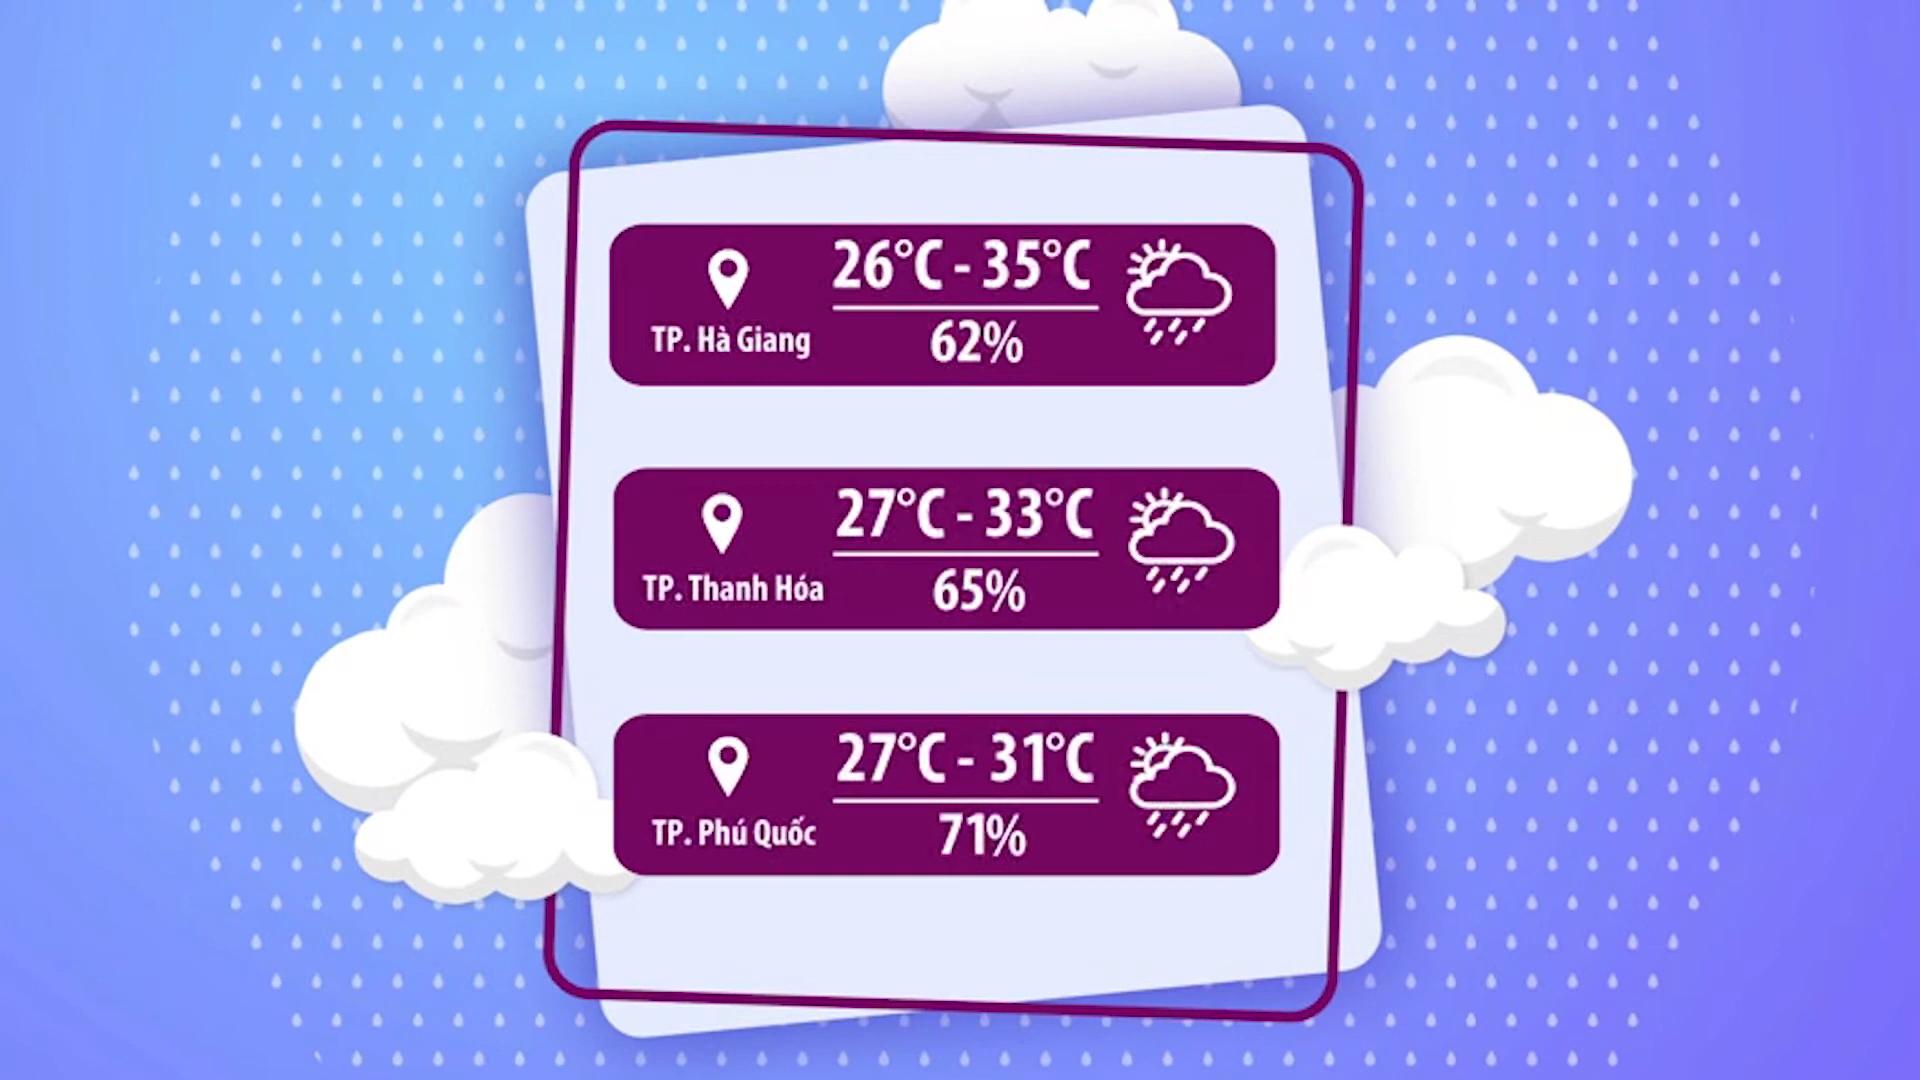 26°C - 35°C
TP. Hà Giang
62%
27°C - 33°C
TP. Thanh Hóa
65%
27°C - 31°C
TP. Phú Quốc
71%